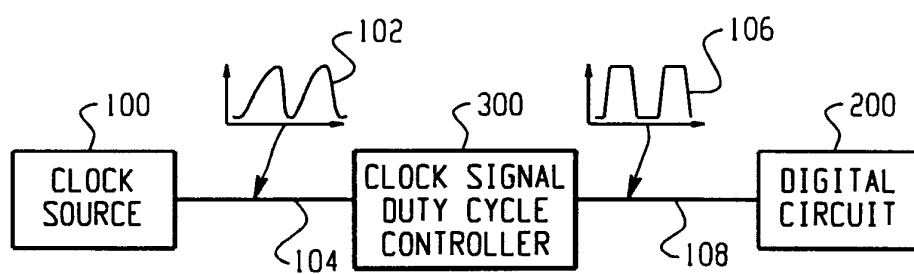 102
106
100
300
200
CLOCK
SOURCE
CLOCK SIGNAL
DUTY CYCLE
CONTROLLER
DIGITAL
CIRCUIT
104
108